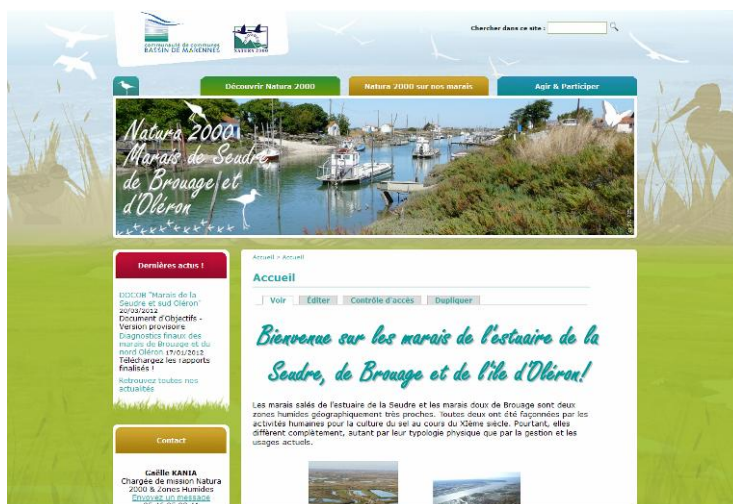 communauté de communes
BASSIN DE MARENNES
NATURA 2000
Chercher dans ce site :
Découvrir Natura 2000
Natura 2000 sur nos marais
Agir & Participer
Natura 2000
Marais de Seudre,
de Brouage et
d'Oléron
Dernières actus !
DOCOB "Marais de la
Seudre et sud Oléron"
20/03/2012
Document d'Objectifs -
Version provisoire
Diagnostics finaux des
marais de Brouage et du
nord Oléron 17/01/2012
Téléchargez les rapports
finalisés !
Retrouvez toutes nos
actualités
Contact
Gaëlle KANIA
Chargée de mission Natura
2000 & Zones Humides
Envoyez un message
Accueil > Accueil
Accueil
Voir
Éditer
Contrôle d'accès
Dupliquer
Bienvenue sur les marais de l'estuaire de la
Seudre, de Brouage et de l'île d'Oléron!
Les marais salés de l'estuaire de la Seudre et les marais doux de Brouage sont deux
zones humides géographiquement très proches. Toutes deux ont été façonnées par les
activités humaines pour la culture du sel au cours du XIème siècle. Pourtant, elles
diffèrent complètement, autant par leur typologie physique que par la gestion et les
usages actuels.